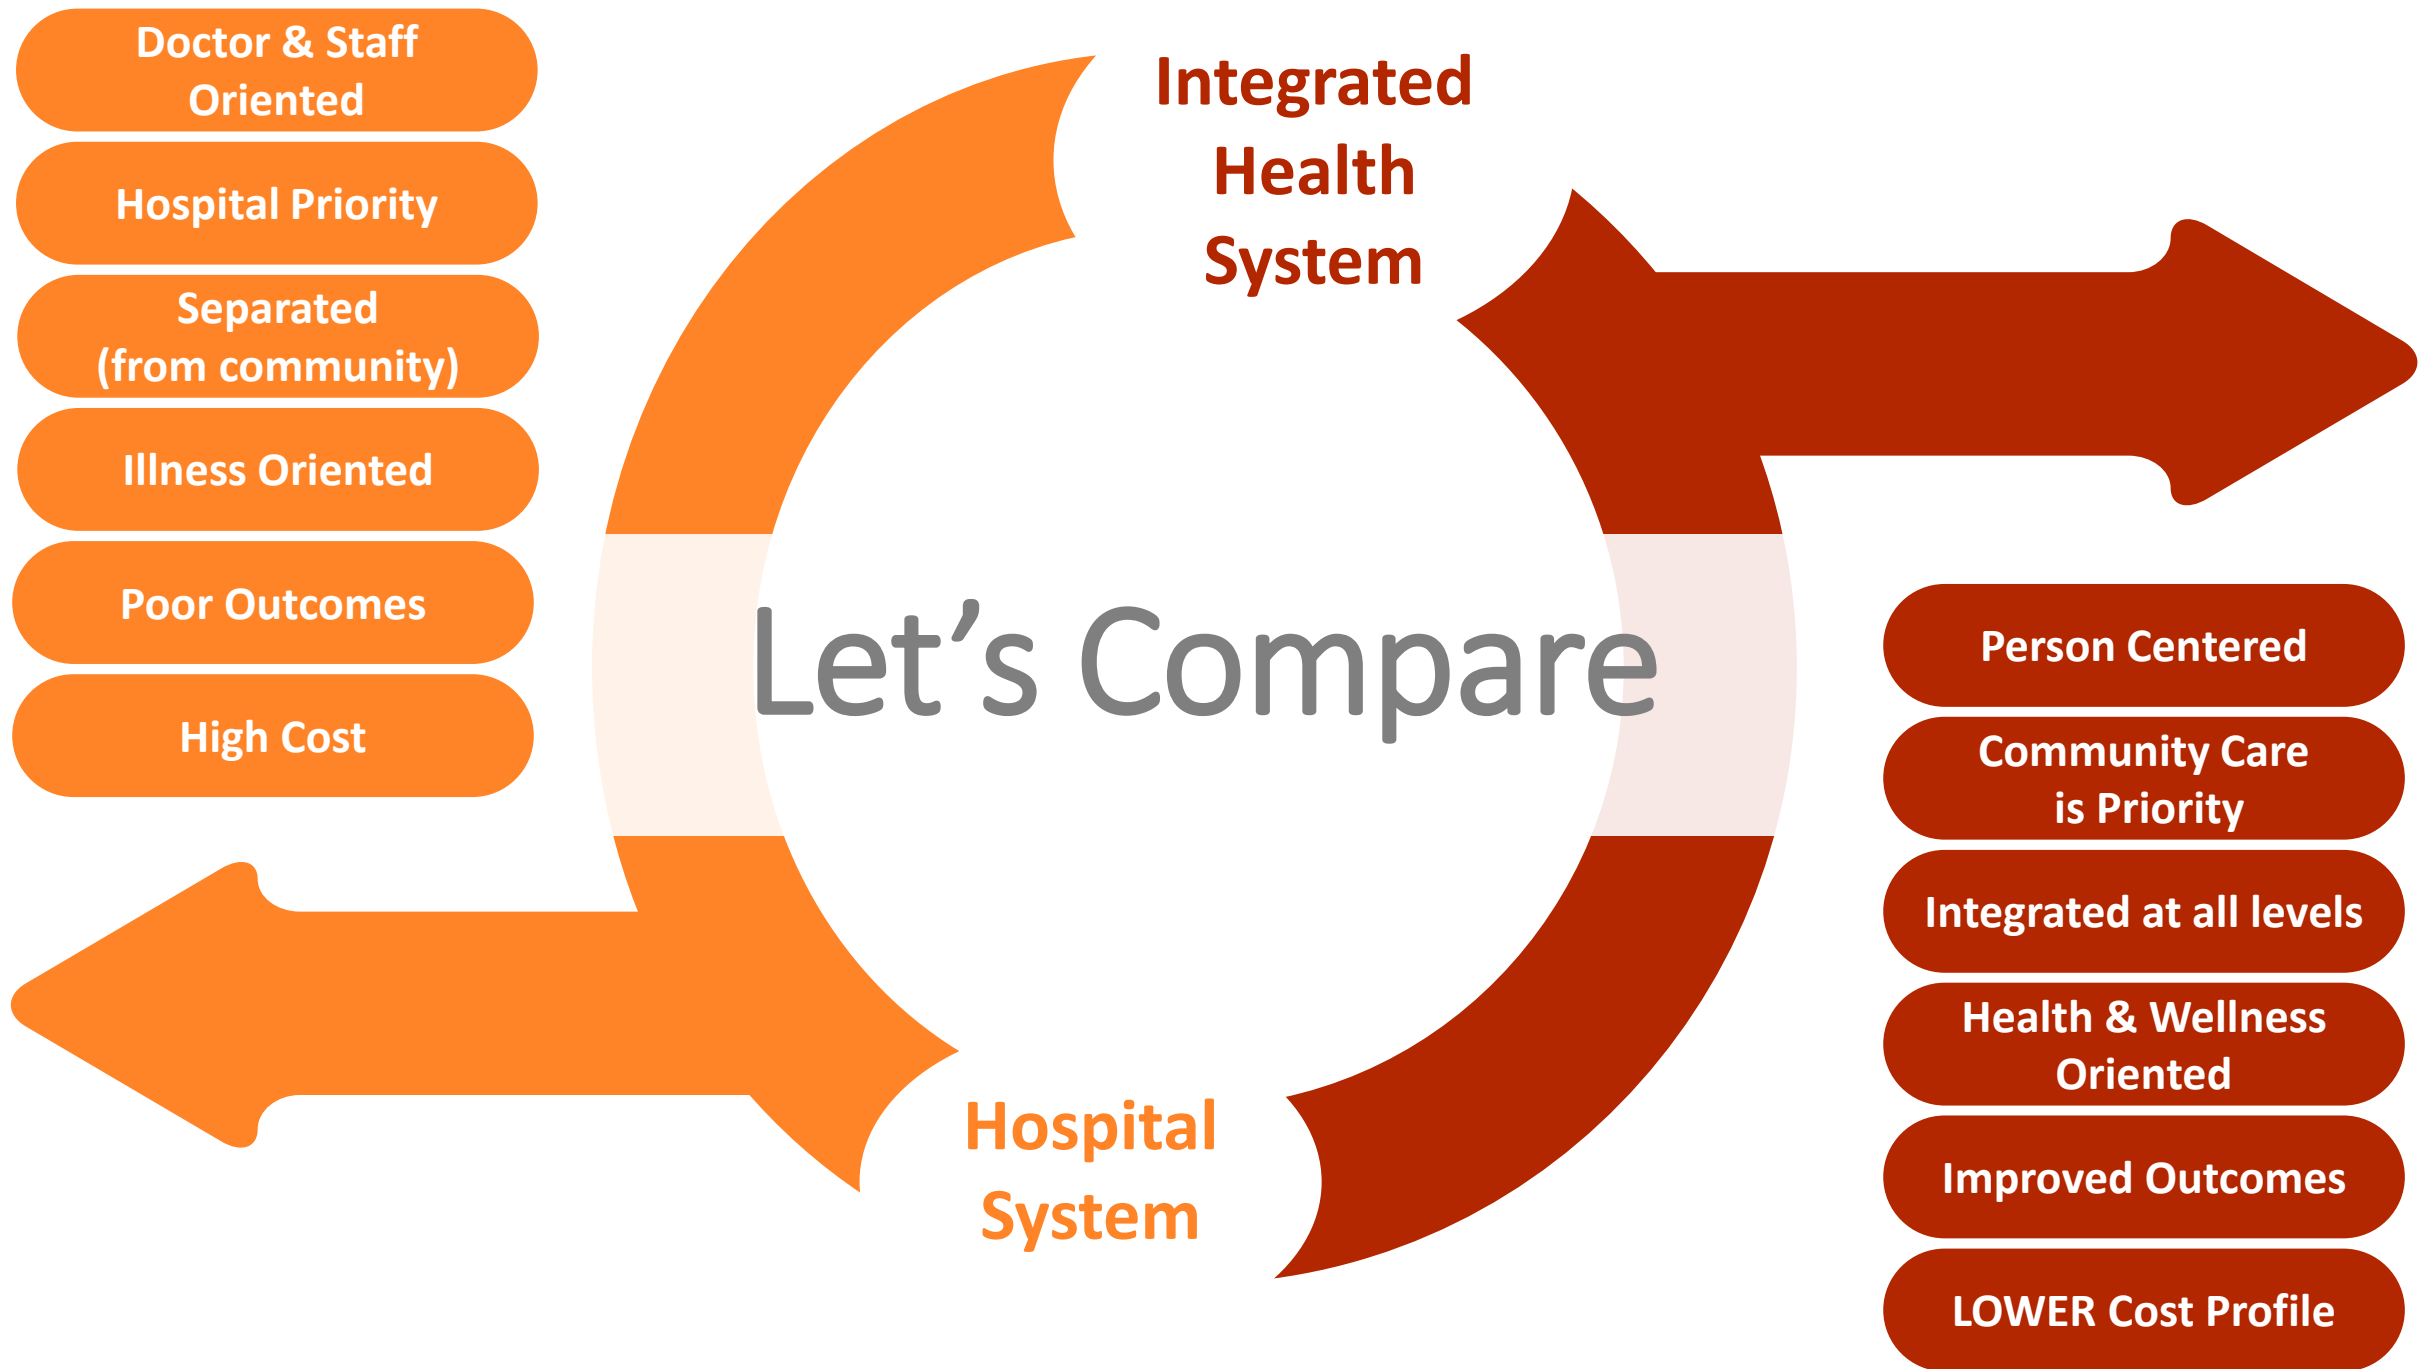 Doctor & Staff
Oriented
Hospital Priority
Separated
(from community)
Illness Oriented
Poor Outcomes
High Cost
Integrated
Health
System
Let’s Compare
Hospital
System
Person Centered
Community Care
is Priority
Integrated at all levels
Health & Wellness
Oriented
Improved Outcomes
LOWER Cost Profile